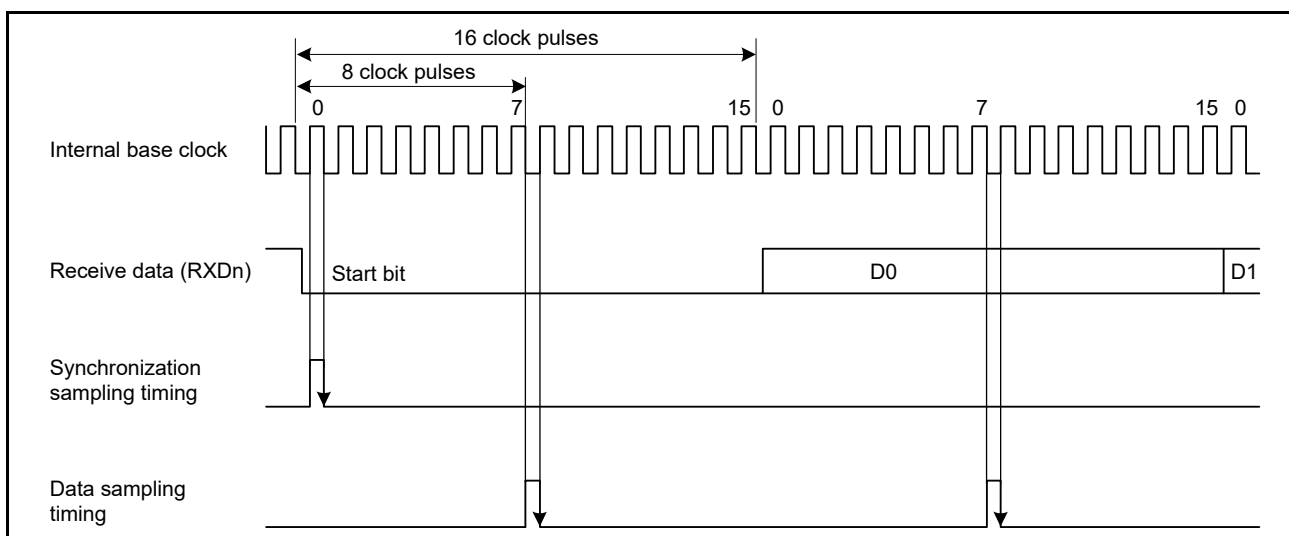 16 clock pulses
8 clock pulses
0 7 15 0 7 15 0
Internal base clock
Receive data (RXDn)
Start bit
D0
D1
Synchronization
sampling timing
Data sampling
timing